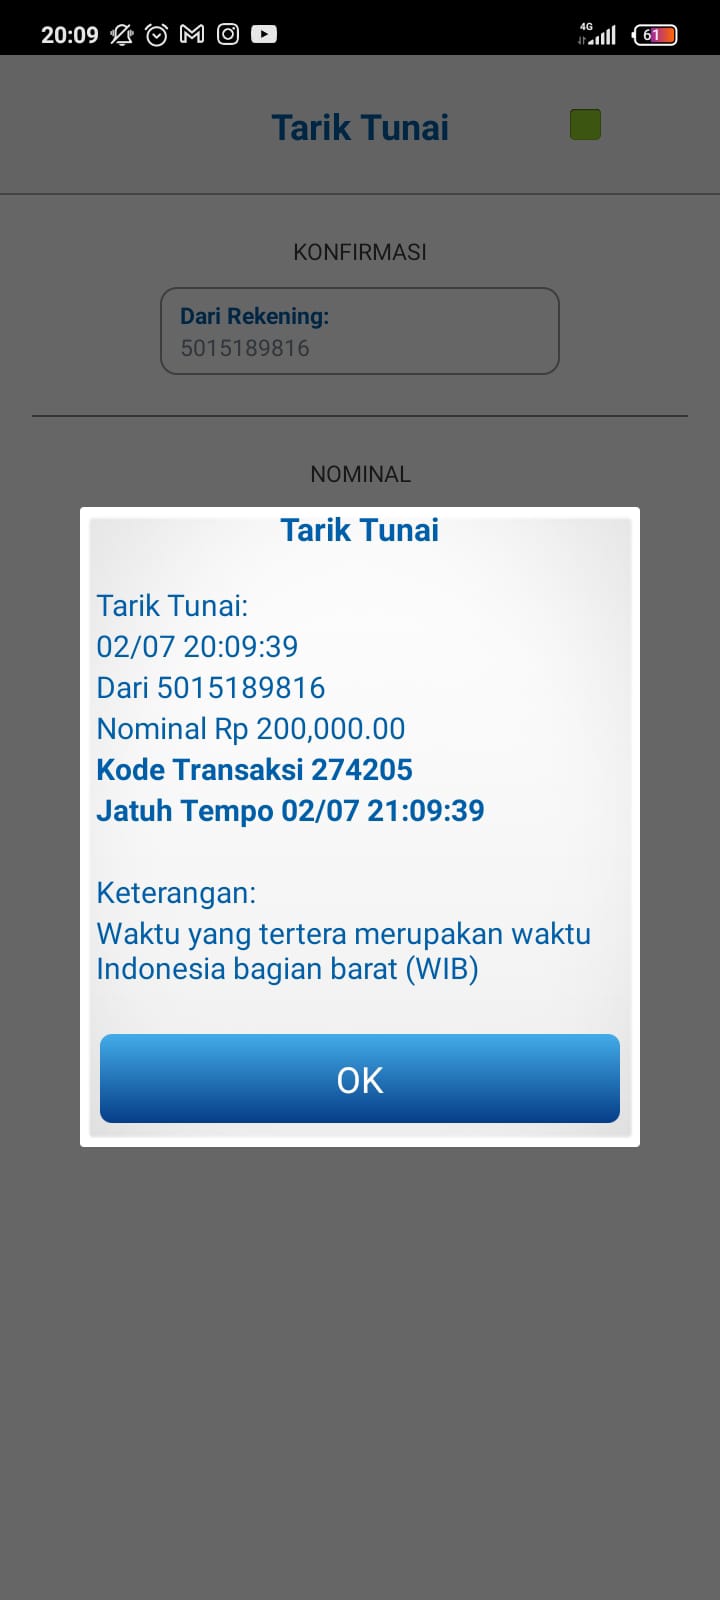 20:09
4G
61
Tarik Tunai
KONFIRMASI
Dari Rekening:
5015189816
NOMINAL
Tarik Tunai
Tarik Tunai:
02/07 20:09:39
Dari 5015189816
Nominal Rp 200,000.00
Kode Transaksi 274205
Jatuh Tempo 02/07 21:09:39
Keterangan:
Waktu yang tertera merupakan waktu
Indonesia bagian barat (WIB)
OK